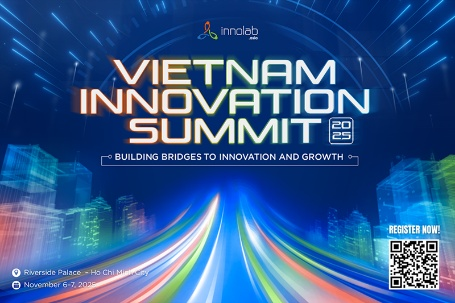 innolab
.asia
VIETNAM
INNOVATION
SUMMIT 2025
BUILDING BRIDGES TO INNOVATION AND GROWTH
REGISTER NOW!
Riverside Palace - Ho Chi Minh City
November 6-7, 2025